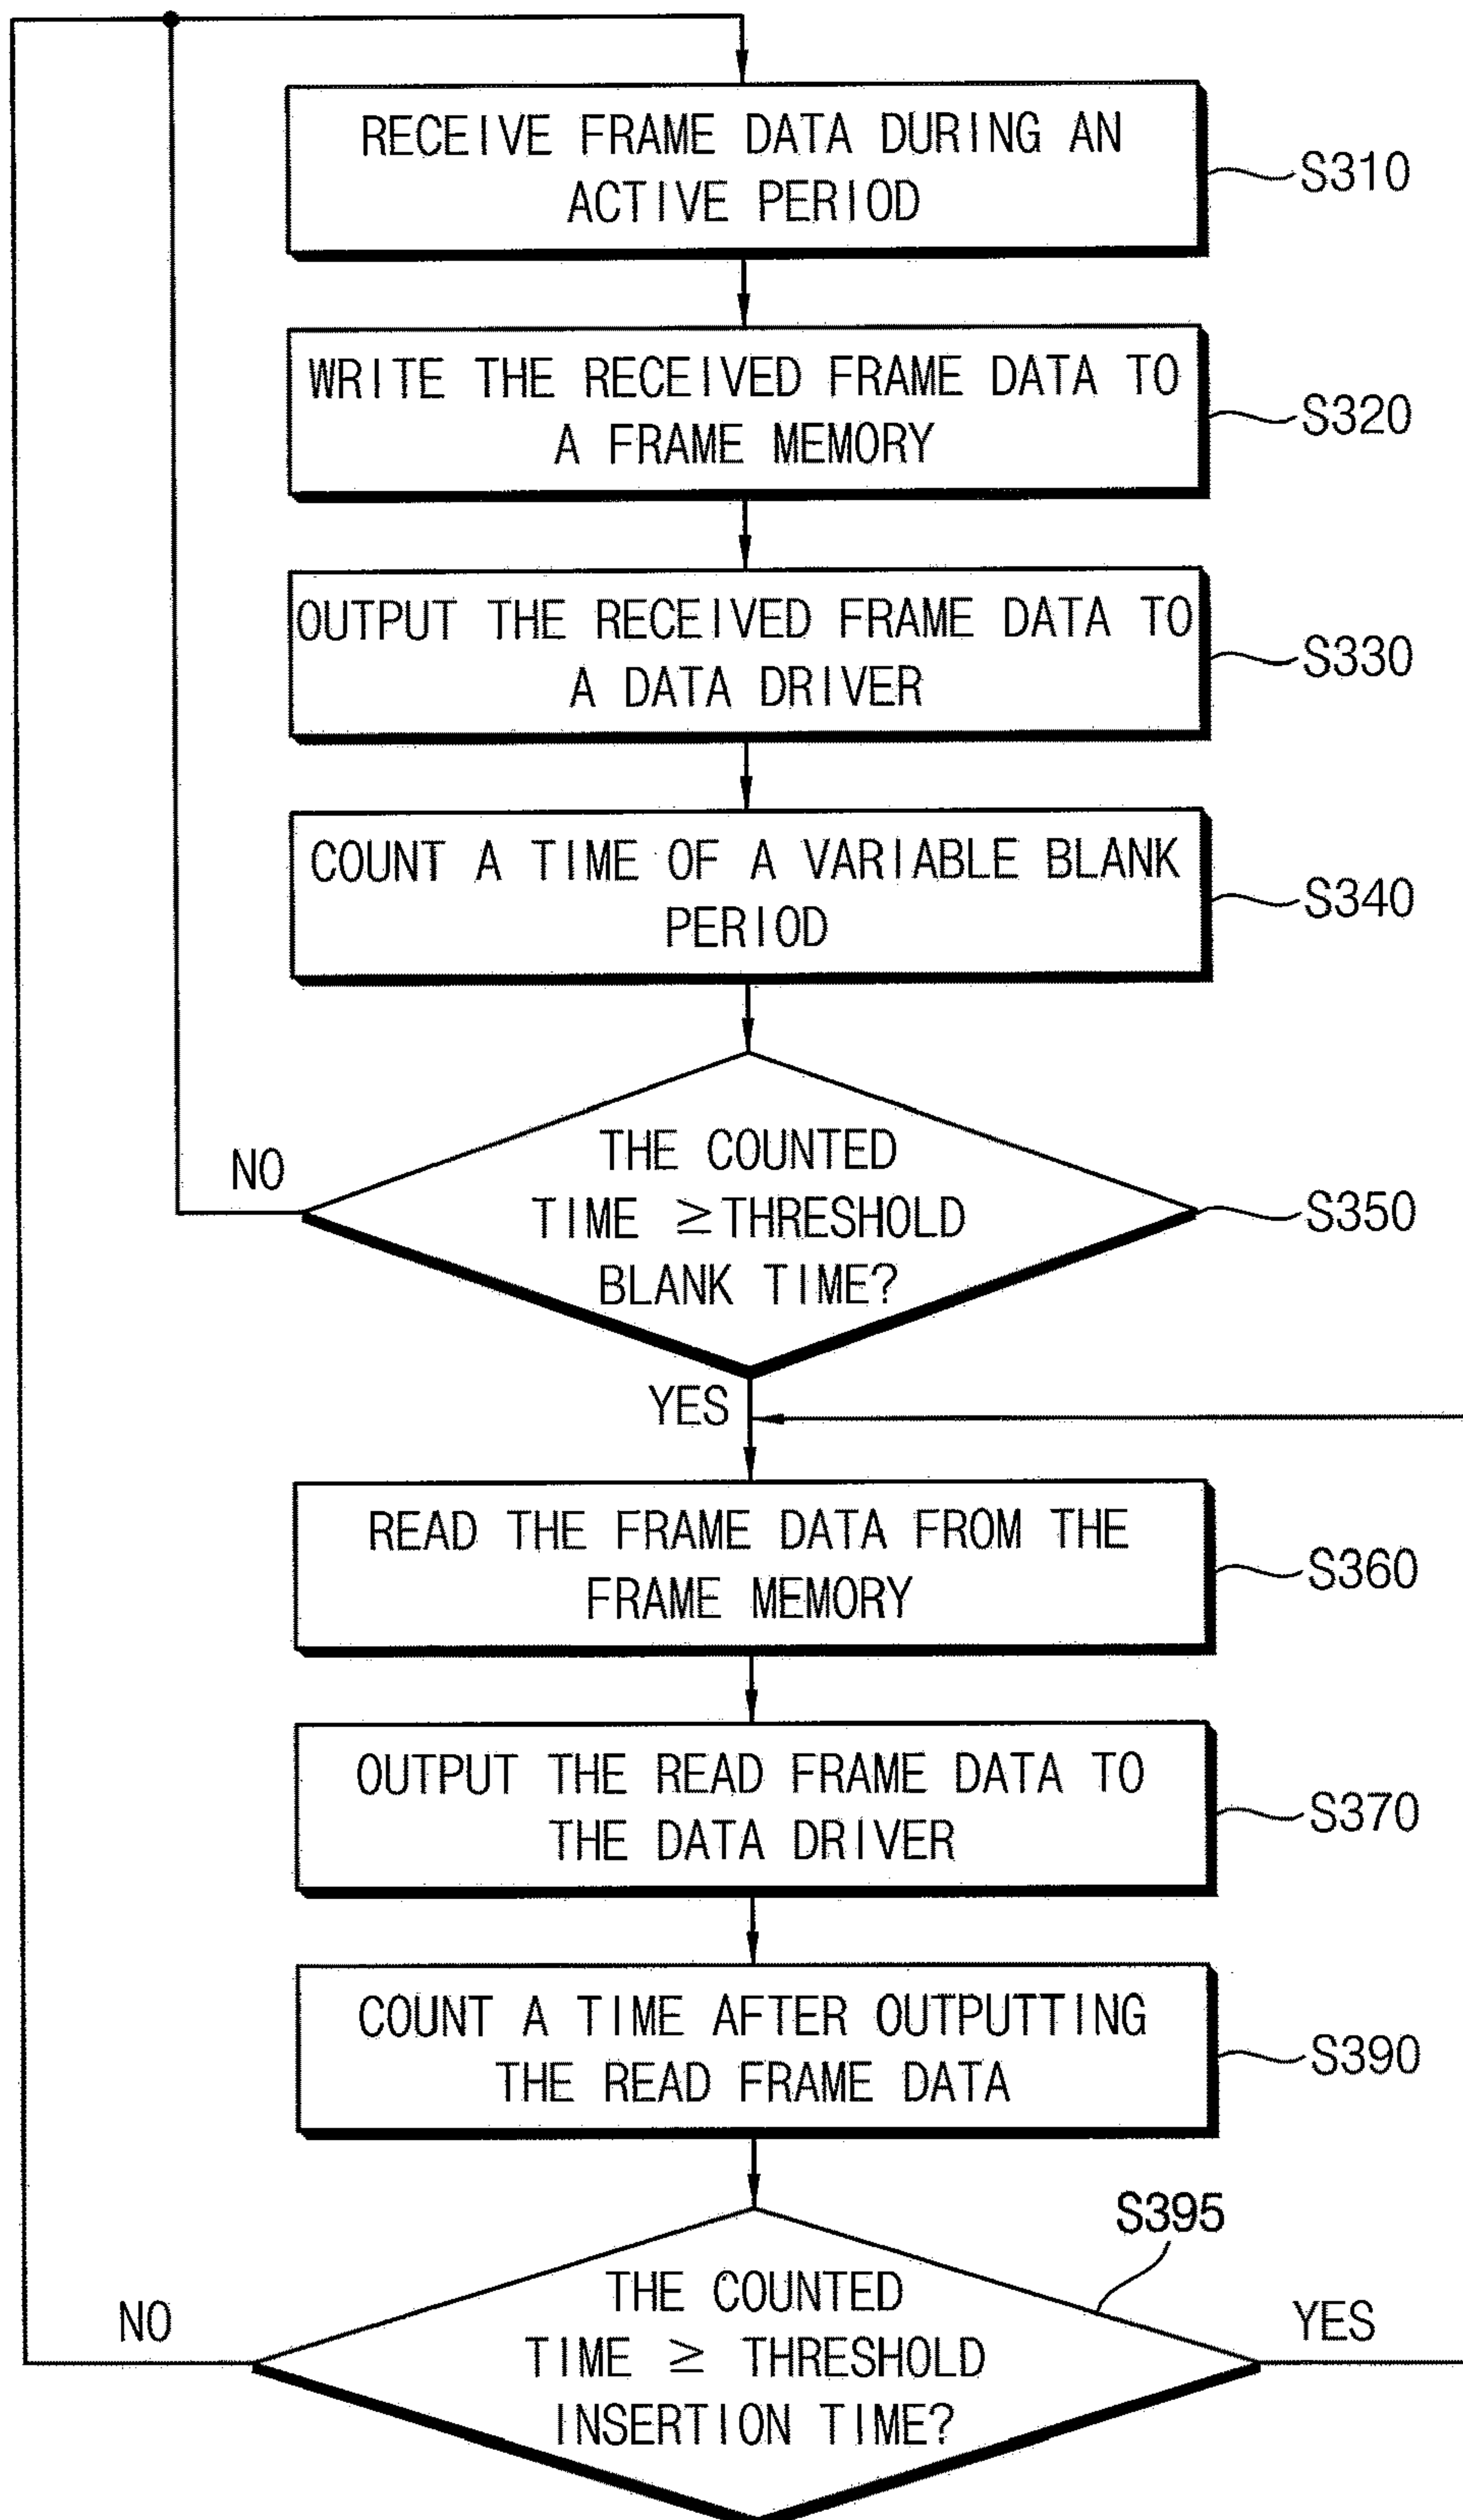 RECEIVE FRAME DATA DURING AN
ACTIVE PERIOD
S310
WRITE THE RECEIVED FRAME DATA TO
A FRAME MEMORY
S320
OUTPUT THE RECEIVED FRAME DATA TO
A DATA DRIVER
S330
COUNT A TIME OF A VARIABLE BLANK
PERIOD
S340
THE COUNTED
TIME ≥ THRESHOLD
BLANK TIME?
NO
S350
YES
READ THE FRAME DATA FROM THE
FRAME MEMORY
S360
OUTPUT THE READ FRAME DATA TO
THE DATA DRIVER
S370
COUNT A TIME AFTER OUTPUTTING
THE READ FRAME DATA
S390
S395
THE COUNTED
TIME ≥ THRESHOLD
INSERTION TIME?
NO
YES